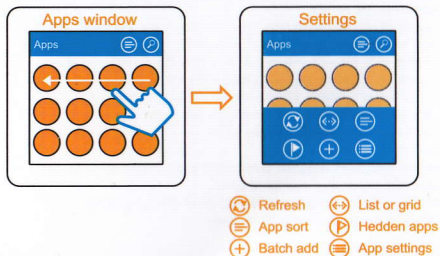 Apps window
Settings
Apps
Apps
Refresh
List or grid
App sort
Hedden apps
Batch add
App settings